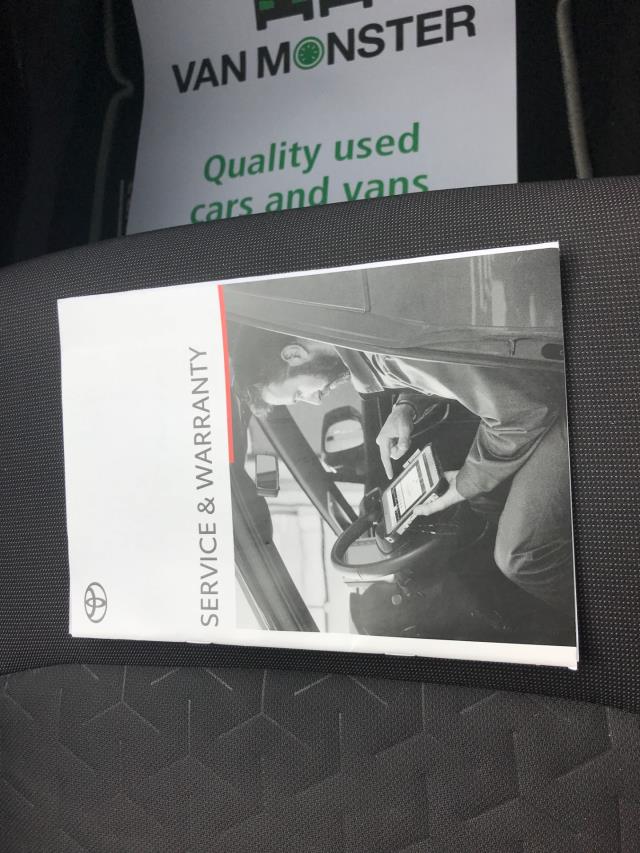 VAN MONSTER
Quality used
cars and vans
SERVICE & WARRANTY